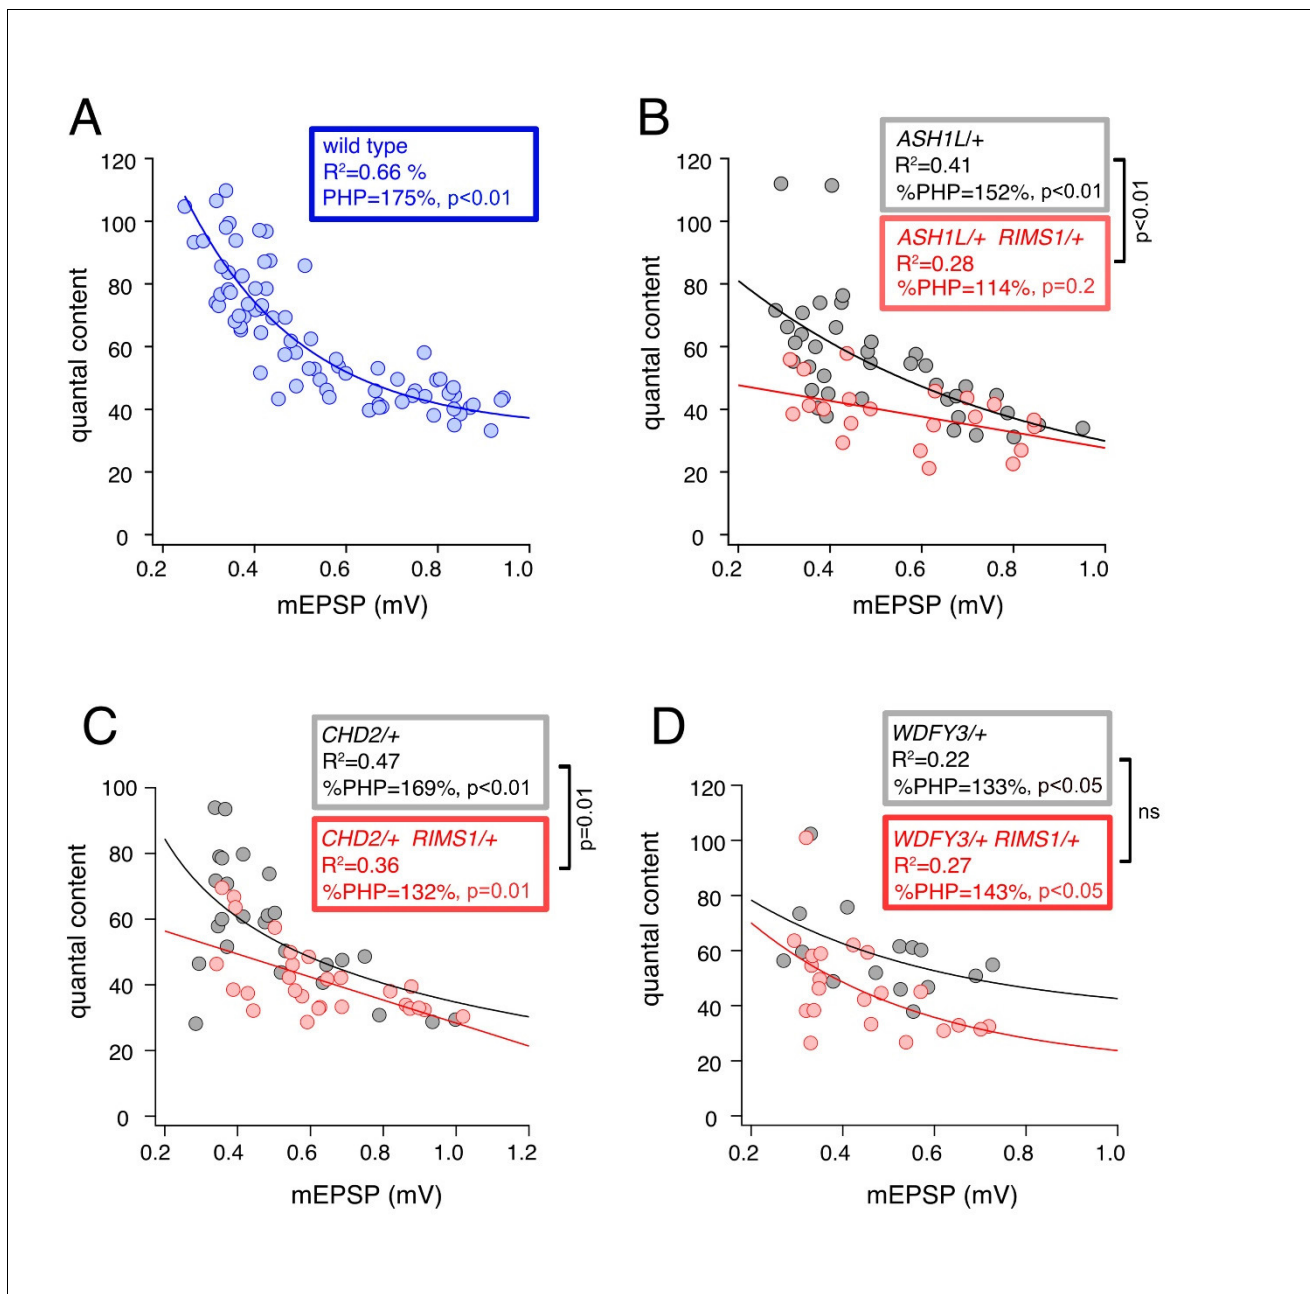 A
wild type
R²=0.66 %
PHP=175%, p<0.01
120
100
80
60
40
20
0
quantal content
0.2
0.4
0.6
0.8
1.0
mEPSP (mV)
B
ASH1L/+
R²=0.41
%PHP=152%, p<0.01
ASH1L/+ RIMS1/+
R²=0.28
%PHP=114%, p=0.2
p<0.01
120
100
80
60
40
20
0
quantal content
0.2
0.4
0.6
0.8
1.0
mEPSP (mV)
C
CHD2/+
R²=0.47
%PHP=169%, p<0.01
CHD2/+ RIMS1/+
R²=0.36
%PHP=132%, p=0.01
p=0.01
100
80
60
40
20
0
quantal content
0.2
0.4
0.6
0.8
1.0
1.2
mEPSP (mV)
D
WDFY3/+
R²=0.22
%PHP=133%, p<0.05
WDFY3/+ RIMS1/+
R²=0.27
%PHP=143%, p<0.05
ns
120
100
80
60
40
20
0
quantal content
0.2
0.4
0.6
0.8
1.0
mEPSP (mV)